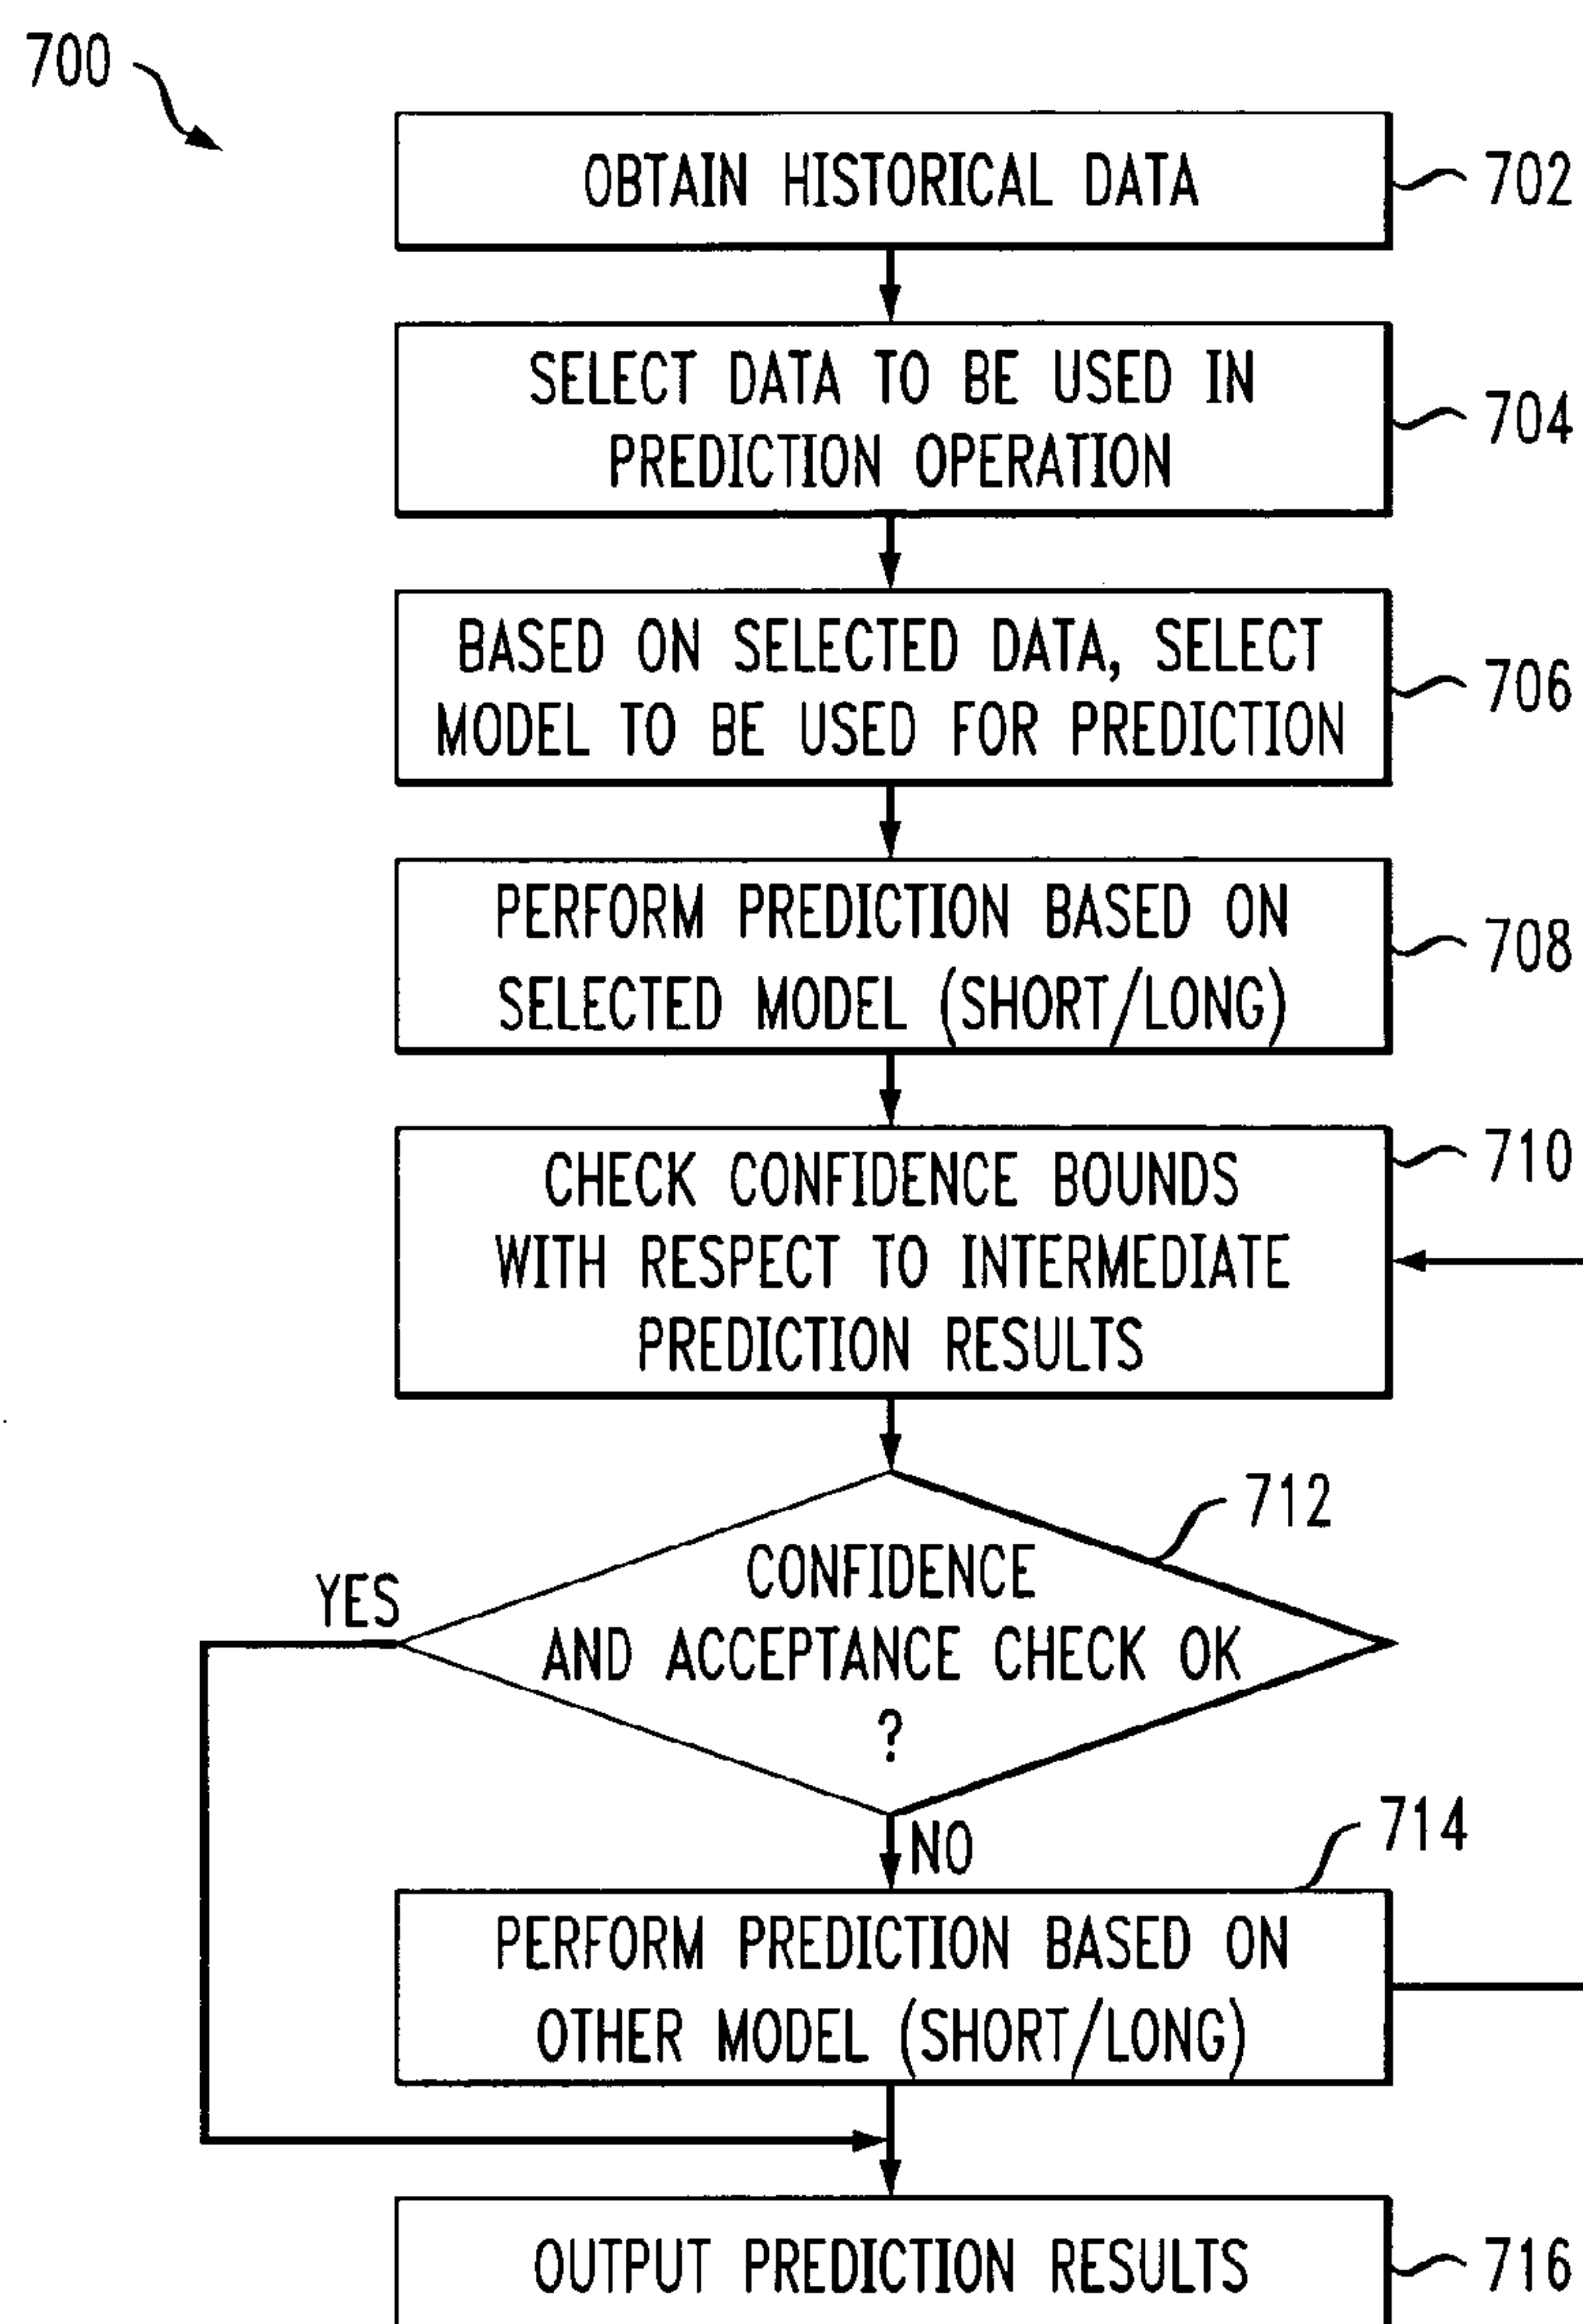 700
OBTAIN HISTORICAL DATA
702
SELECT DATA TO BE USED IN
PREDICTION OPERATION
704
BASED ON SELECTED DATA, SELECT
MODEL TO BE USED FOR PREDICTION
706
PERFORM PREDICTION BASED ON
SELECTED MODEL (SHORT/LONG)
708
CHECK CONFIDENCE BOUNDS
WITH RESPECT TO INTERMEDIATE
PREDICTION RESULTS
710
712
CONFIDENCE
AND ACCEPTANCE CHECK OK
?
YES
NO
714
PERFORM PREDICTION BASED ON
OTHER MODEL (SHORT/LONG)
OUTPUT PREDICTION RESULTS
716